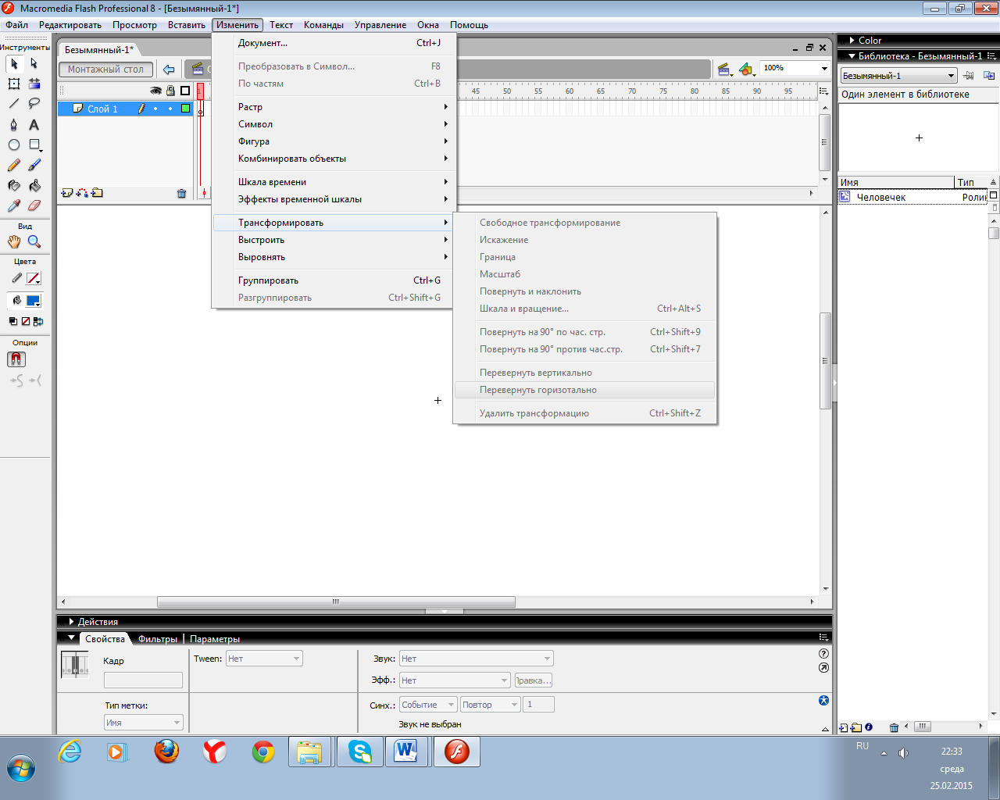 Macromedia Flash Professional 8 - [Безымянный-1*]
Файл Редактировать Просмотр Вставить Изменить Текст Команды Управление Окна Помощь
Инструменты
Вид
Цвета
Опции
Безымянный-1*
Монтажный стол
100%
1 45 50 55 60 65 70 75 80 85 90 95
Слой 1
Документ... Ctrl+J
Преобразовать в Символ... F8
По частям Ctrl+B
Растр
Символ
Фигура
Комбинировать объекты
Шкала времени
Эффекты временной шкалы
Трансформировать
Выстроить
Выровнять
Группировать Ctrl+G
Разгруппировать Ctrl+Shift+G
Свободное трансформирование
Искажение
Граница
Масштаб
Повернуть и наклонить
Шкала и вращение... Ctrl+Alt+S
Повернуть на 90° по час. стр. Ctrl+Shift+9
Повернуть на 90° против час.стр. Ctrl+Shift+7
Перевернуть вертикально
Перевернуть горизотально
Удалить трансформацию Ctrl+Shift+Z
Color
Библиотека - Безымянный-1
Безымянный-1
Один элемент в библиотеке
Имя Тип
Человечек Ролик
Действия
Свойства Фильтры Параметры
Кадр
Тип метки:
Имя
Tween: Нет
Звук: Нет
Эфф.: Нет Правка...
Синх.: Событие Повтор 1
Звук не выбран
RU
22:33
среда
25.02.2015